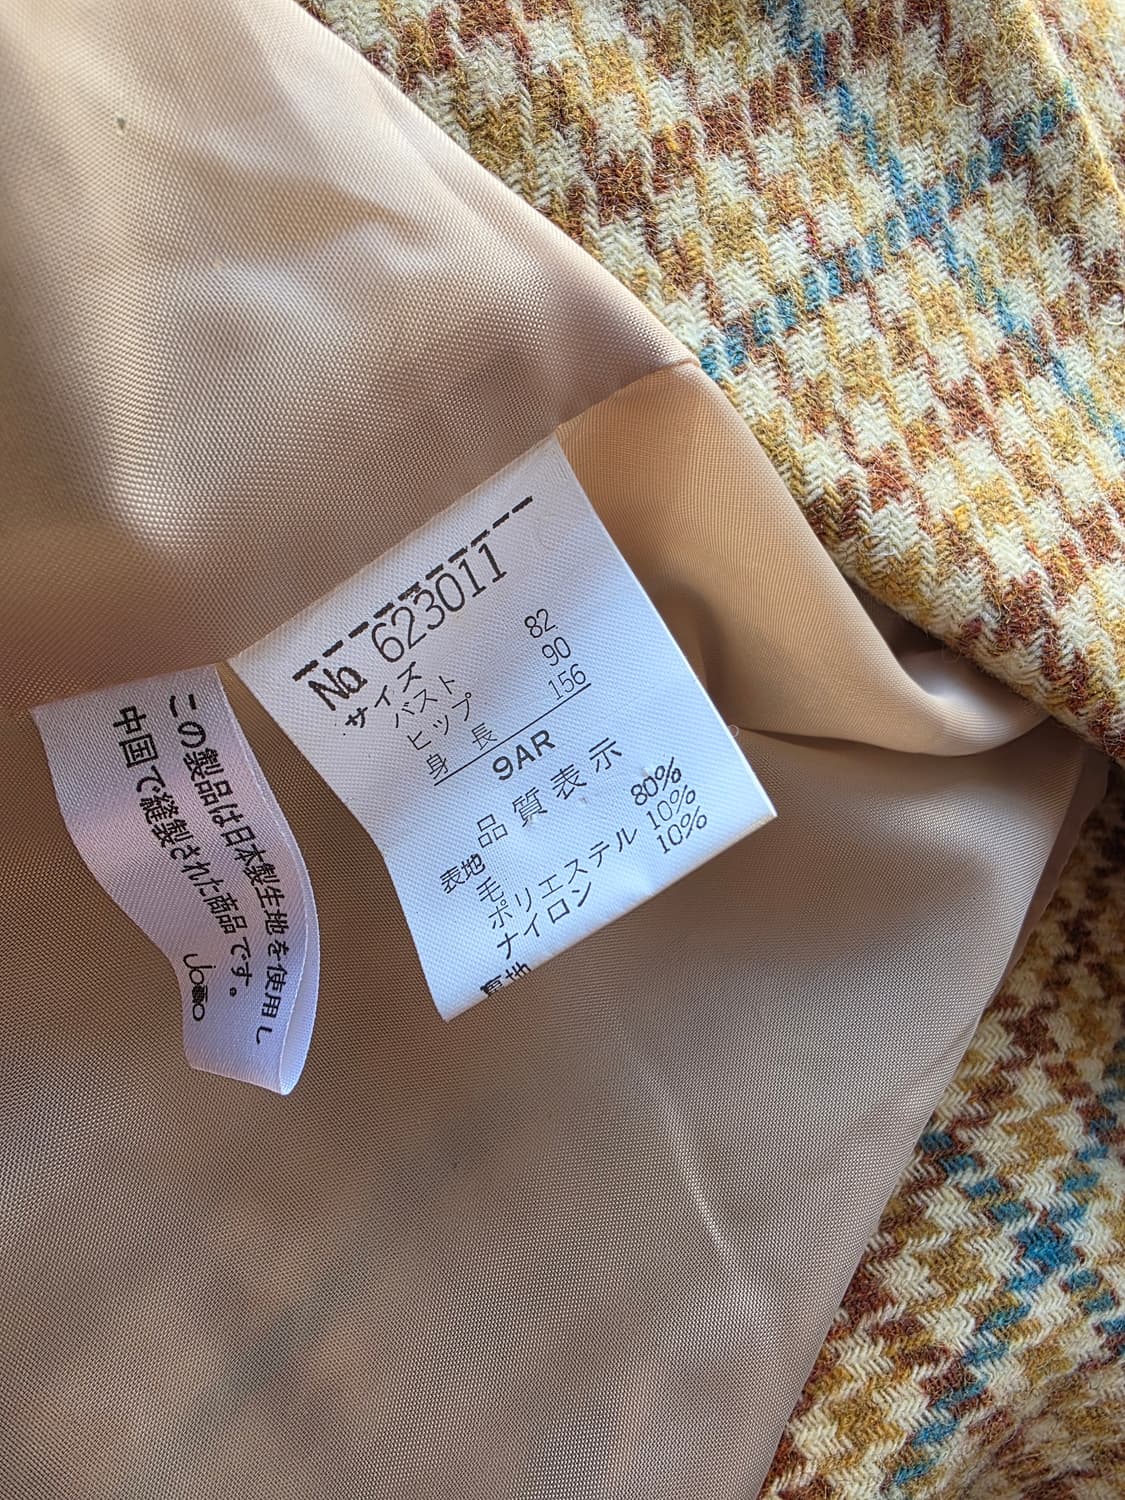 この製品は日本製生地を使用し
中国で縫製された商品です。
No 623011
サイズ
バスト 82
ヒップ 90
身長 156
9AR
品質表示
表地
毛 80%
ポリエステル 10%
ナイロン 10%
裏地